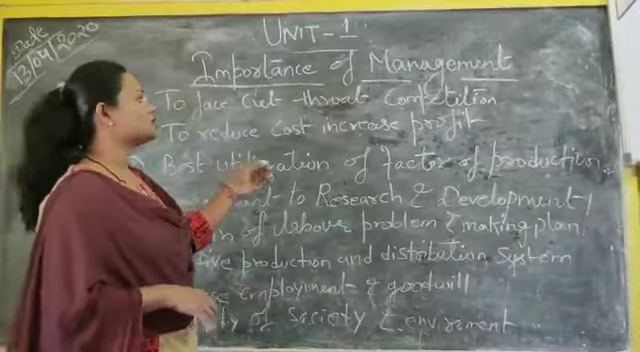 Date
13/04/2020
UNIT-1
Importance of Management
To face Cut throat Competition
To reduce cost increase profit
Best utilization of factor of production
to Research & Development
of labour problem & making plan
production and distribution System
employment & goodwill
of Society & enviroment